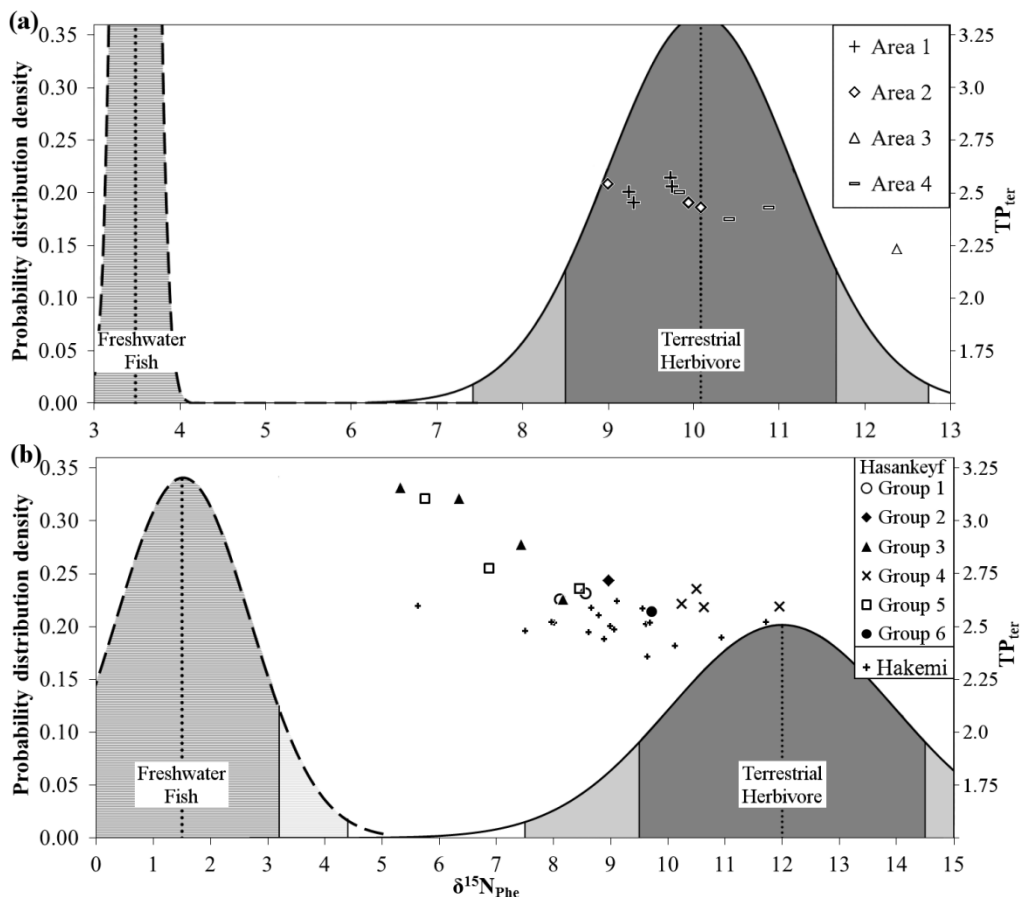 (a)
Probability distribution density
0.35
0.30
0.25
0.20
0.15
0.10
0.05
0.00
Freshwater
Fish
Terrestrial
Herbivore
Area 1
Area 2
Area 3
Area 4
3.25
3.0
2.75
2.5
2.25
2.0
1.75
TPter
3 4 5 6 7 8 9 10 11 12 13
(b)
Probability distribution density
0.35
0.30
0.25
0.20
0.15
0.10
0.05
0.00
Freshwater
Fish
Terrestrial
Herbivore
Hasankeyf
Group 1
Group 2
Group 3
Group 4
Group 5
Group 6
Hakemi
3.25
3.0
2.75
2.5
2.25
2.0
1.75
TPter
0 1 2 3 4 5 6 7 8 9 10 11 12 13 14 15
δ15NPhe